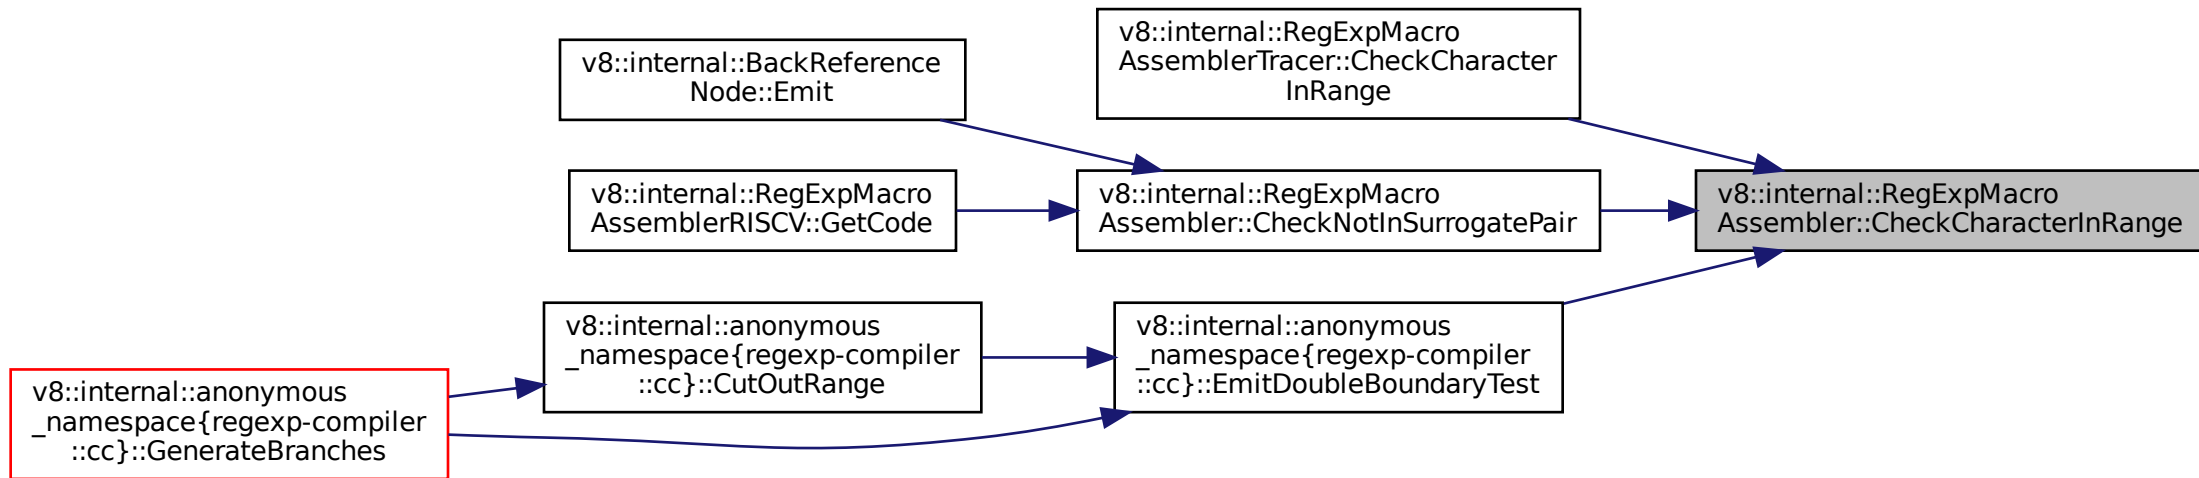 v8::internal::RegExpMacro
AssemblerTracer::CheckCharacter
InRange
v8::internal::BackReference
Node::Emit
v8::internal::RegExpMacro
AssemblerRISCV::GetCode
v8::internal::RegExpMacro
Assembler::CheckNotInSurrogatePair
v8::internal::RegExpMacro
Assembler::CheckCharacterInRange
v8::internal::anonymous
_namespace{regexp-compiler
::cc}::CutOutRange
v8::internal::anonymous
_namespace{regexp-compiler
::cc}::EmitDoubleBoundaryTest
v8::internal::anonymous
_namespace{regexp-compiler
::cc}::GenerateBranches